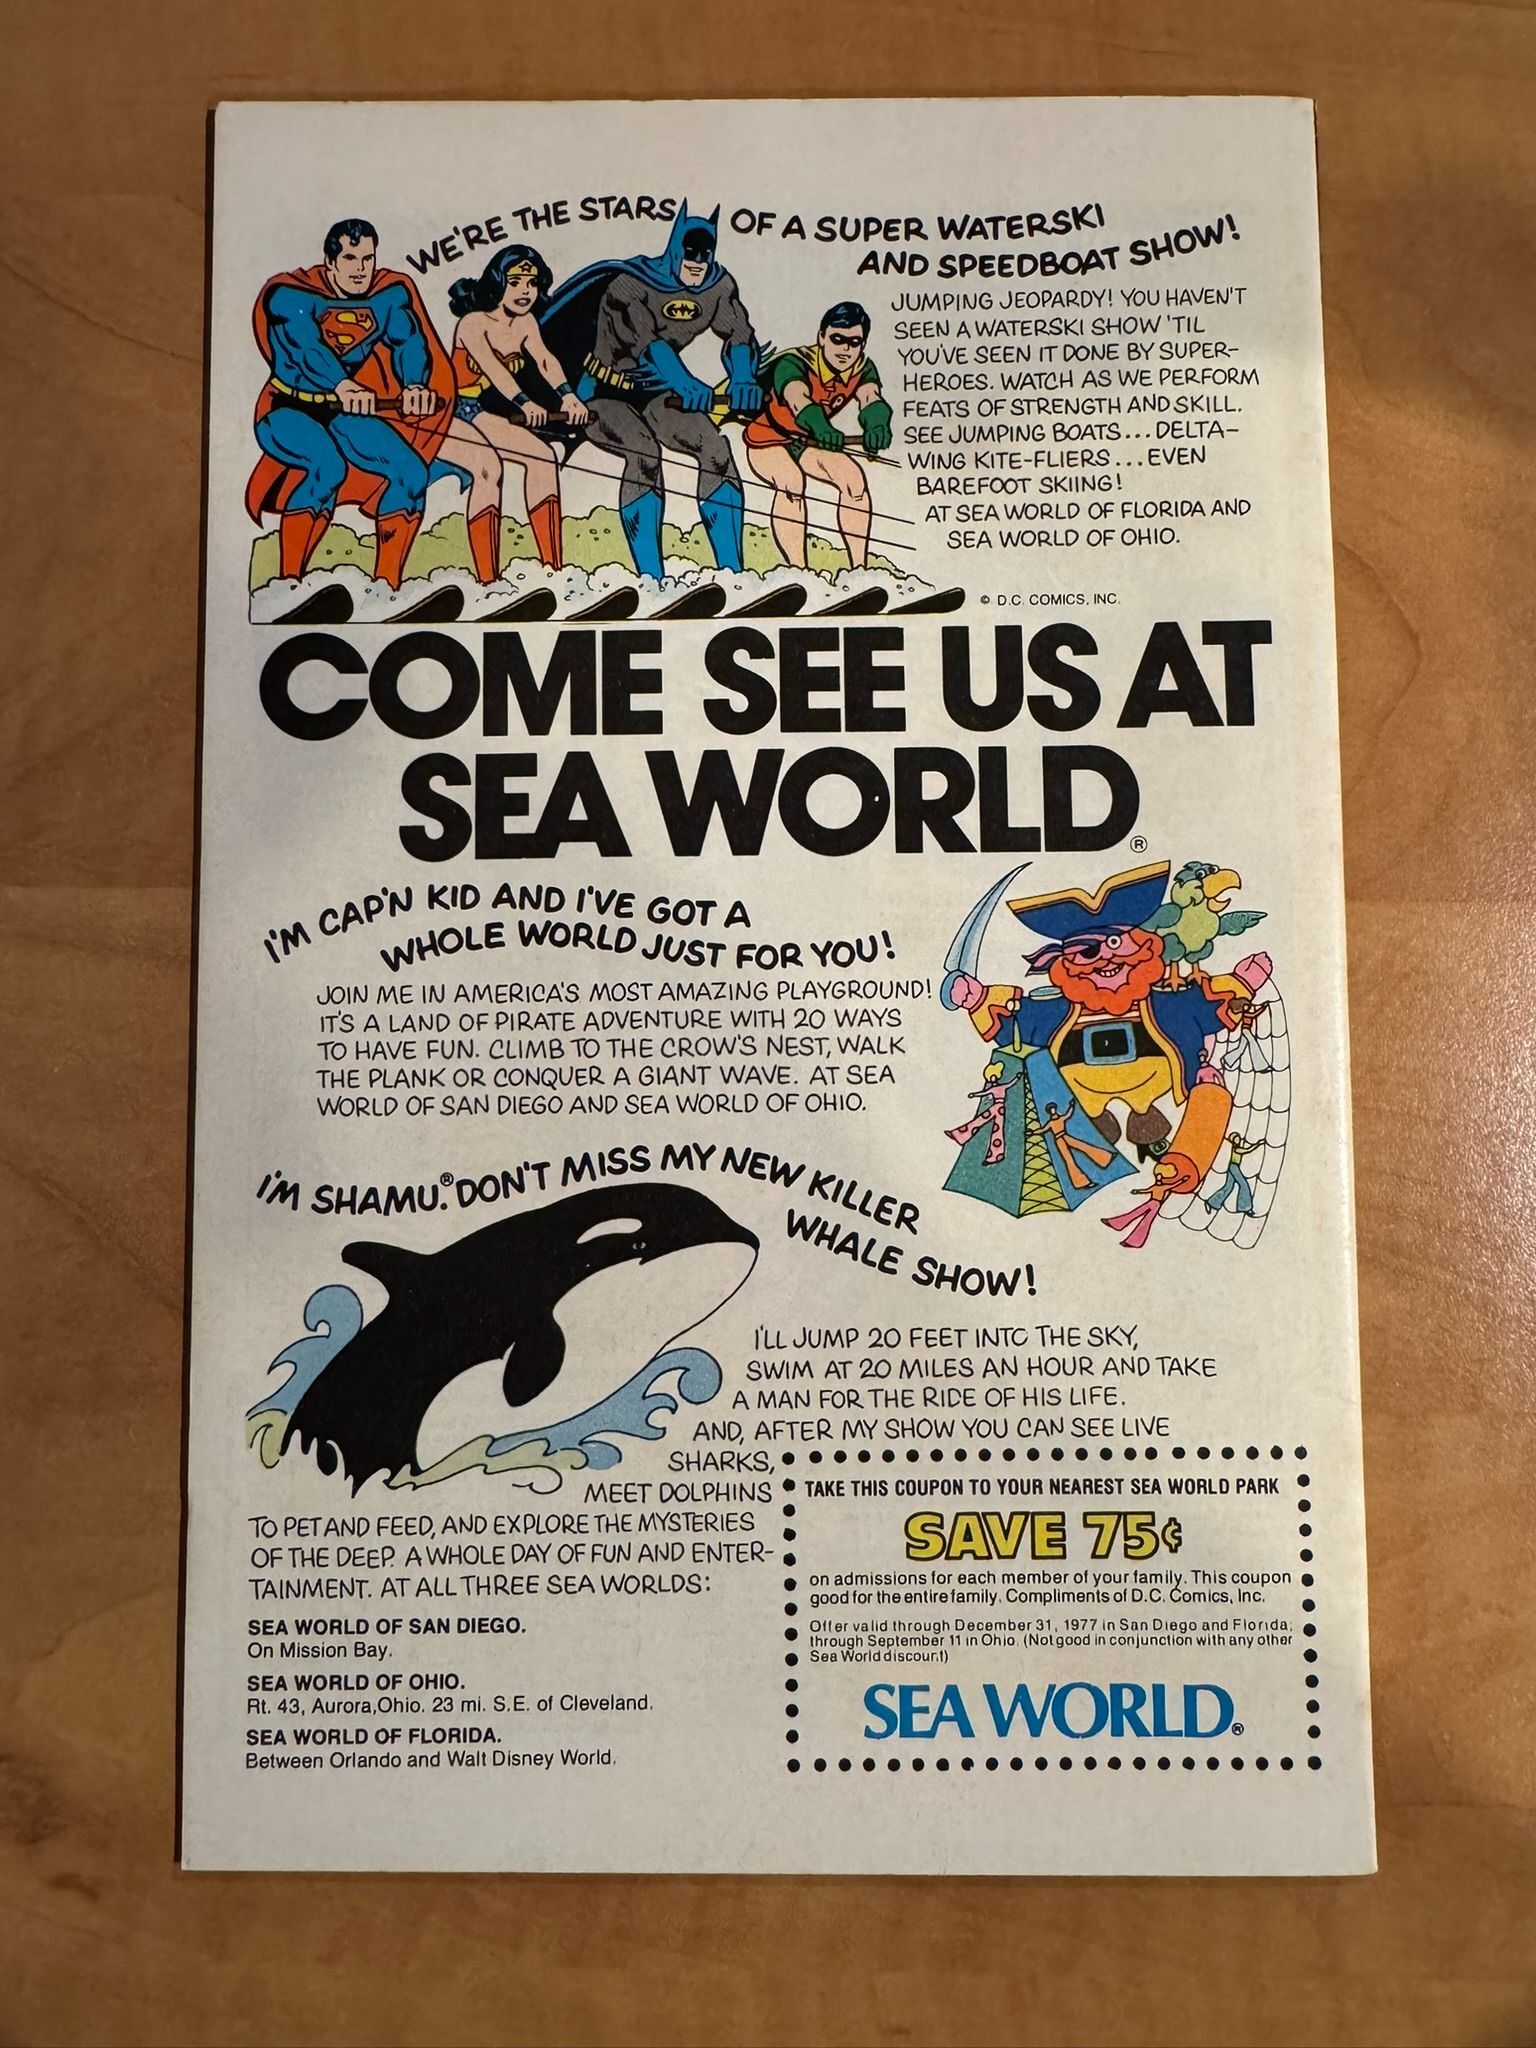 WE'RE THE STARS OF A SUPER WATERSKI
AND SPEEDBOAT SHOW!
JUMPING JEOPARDY! YOU HAVEN'T
SEEN A WATERSKI SHOW 'TIL
YOU'VE SEEN IT DONE BY SUPER-
HEROES. WATCH AS WE PERFORM
FEATS OF STRENGTH AND SKILL.
SEE JUMPING BOATS...DELTA-
WING KITE-FLIERS...EVEN
BAREFOOT SKIING!
AT SEA WORLD OF FLORIDA AND
SEA WORLD OF OHIO.
© D.C. COMICS, INC.
COME SEE US AT
SEA WORLD®
I'M CAP'N KID AND I'VE GOT A
WHOLE WORLD JUST FOR YOU!
JOIN ME IN AMERICA'S MOST AMAZING PLAYGROUND!
IT'S A LAND OF PIRATE ADVENTURE WITH 20 WAYS
TO HAVE FUN. CLIMB TO THE CROW'S NEST, WALK
THE PLANK OR CONQUER A GIANT WAVE. AT SEA
WORLD OF SAN DIEGO AND SEA WORLD OF OHIO.
I'M SHAMU.® DON'T MISS MY NEW KILLER
WHALE SHOW!
I'LL JUMP 20 FEET INTO THE SKY,
SWIM AT 20 MILES AN HOUR AND TAKE
A MAN FOR THE RIDE OF HIS LIFE.
AND, AFTER MY SHOW YOU CAN SEE LIVE
SHARKS,
MEET DOLPHINS
TO PET AND FEED, AND EXPLORE THE MYSTERIES
OF THE DEEP. A WHOLE DAY OF FUN AND ENTER-
TAINMENT. AT ALL THREE SEA WORLDS:
SEA WORLD OF SAN DIEGO.
On Mission Bay.
SEA WORLD OF OHIO.
Rt. 43, Aurora, Ohio. 23 mi. S.E. of Cleveland.
SEA WORLD OF FLORIDA.
Between Orlando and Walt Disney World.
TAKE THIS COUPON TO YOUR NEAREST SEA WORLD PARK
SAVE 75¢
on admissions for each member of your family. This coupon
good for the entire family. Compliments of D.C. Comics, Inc.
Offer valid through December 31, 1977 in San Diego and Florida;
through September 11 in Ohio. (Not good in conjunction with any other
Sea World discount)
SEA WORLD®